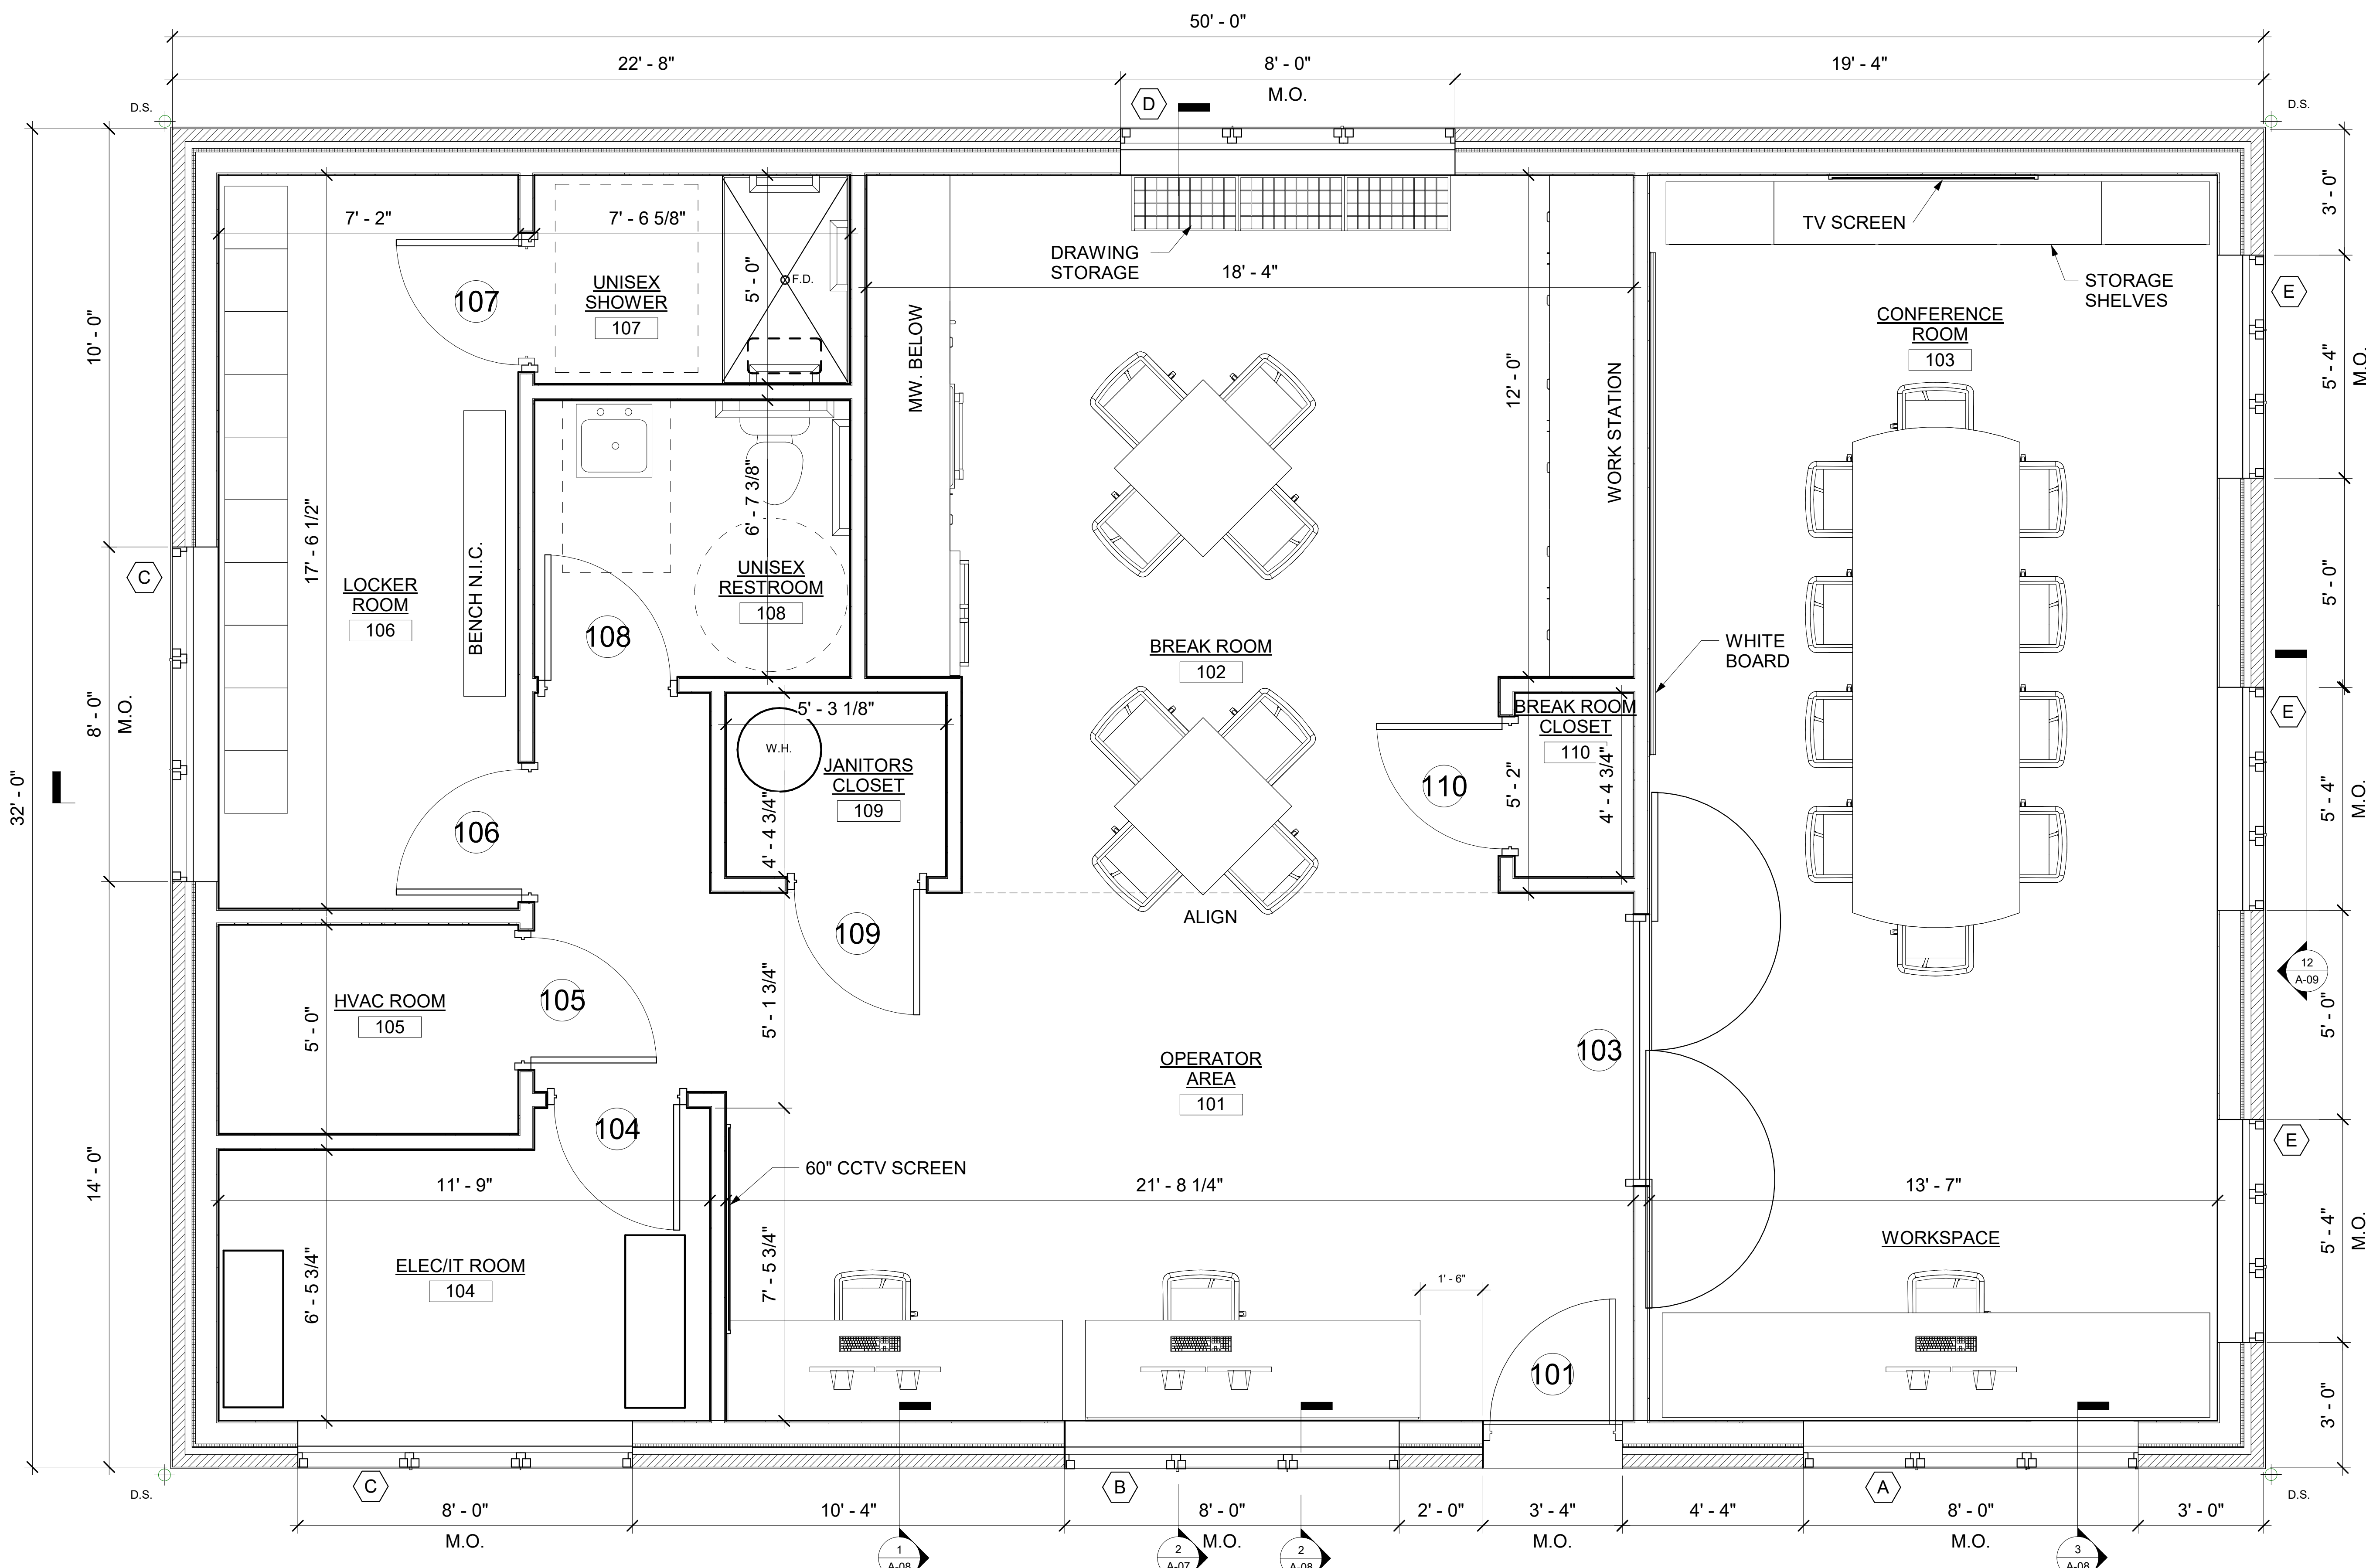 50' - 0"
22' - 8"
8' - 0"
19' - 4"
M.O.
D
D.S.
D.S.
3' - 0"
7' - 2"
7' - 6 5/8"
TV SCREEN
DRAWING
STORAGE
18' - 4"
5' - 0"
F.D.
STORAGE
SHELVES
E
107
UNISEX
SHOWER
107
10' - 0"
MW. BELOW
CONFERENCE
ROOM
103
5' - 4"
M.O.
12' - 0"
WORK STATION
6' - 7 3/8"
17' - 6 1/2"
C
LOCKER
ROOM
106
BENCH N.I.C.
UNISEX
RESTROOM
108
108
5' - 0"
BREAK ROOM
102
WHITE
BOARD
8' - 0"
M.O.
5' - 3 1/8"
BREAK ROOM
CLOSET
110
E
W.H.
JANITORS
CLOSET
109
110
5' - 2"
4' - 4 3/4"
32' - 0"
5' - 4"
M.O.
106
4' - 4 3/4"
ALIGN
109
12
A-09
HVAC ROOM
105
105
5' - 0"
5' - 1 3/4"
5' - 0"
103
OPERATOR
AREA
101
104
E
14' - 0"
60" CCTV SCREEN
11' - 9"
21' - 8 1/4"
13' - 7"
5' - 4"
M.O.
WORKSPACE
ELEC/IT ROOM
104
6' - 5 3/4"
7' - 5 3/4"
1' - 6"
101
3' - 0"
D.S.
C
B
A
D.S.
8' - 0"
M.O.
10' - 4"
8' - 0"
M.O.
2' - 0"
3' - 4"
M.O.
4' - 4"
8' - 0"
M.O.
3' - 0"
1
A-08
2
A-07
2
A-08
3
A-08